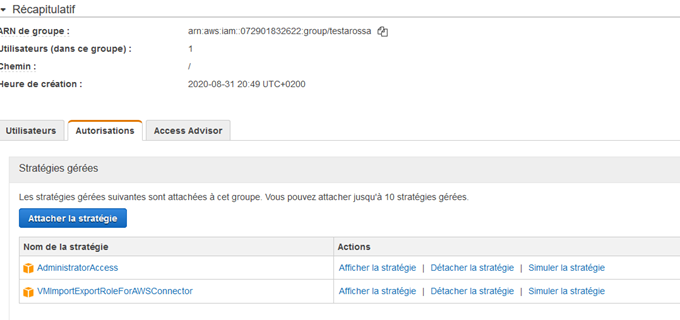 Récapitulatif
ARN de groupe : arn:aws:iam::072901832622:group/testarossa
Utilisateurs (dans ce groupe) : 1
Chemin : /
Heure de création : 2020-08-31 20:49 UTC+0200
Utilisateurs Autorisations Access Advisor
Stratégies gérées
Les stratégies gérées suivantes sont attachées à cet groupe. Vous pouvez attacher jusqu'à 10 stratégies gérées.
Attacher la stratégie
Nom de la stratégie Actions
AdministratorAccess Afficher la stratégie | Détacher la stratégie | Simuler la stratégie
VMImportExportRoleForAWSConnector Afficher la stratégie | Détacher la stratégie | Simuler la stratégie